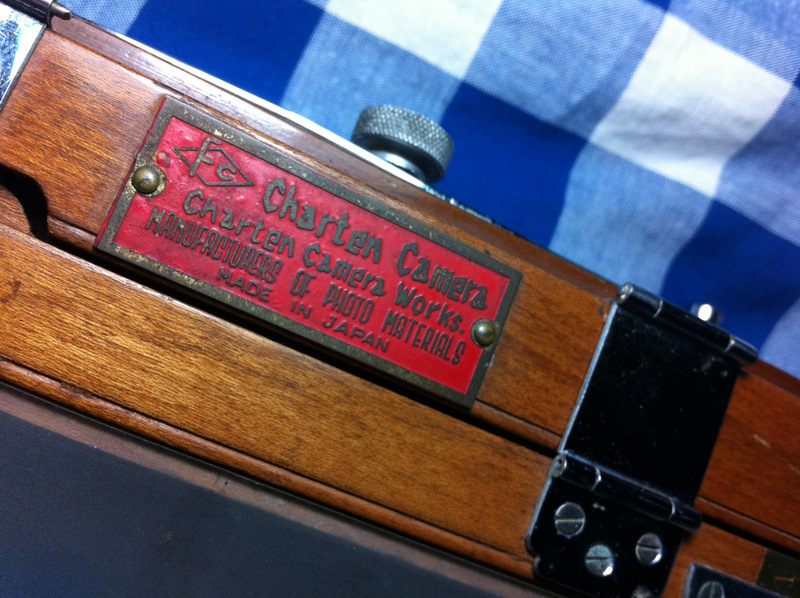 FC Charten Camera
Charten Camera Works.
MANUFACTURERS OF PHOTO MATERIALS
MADE IN JAPAN